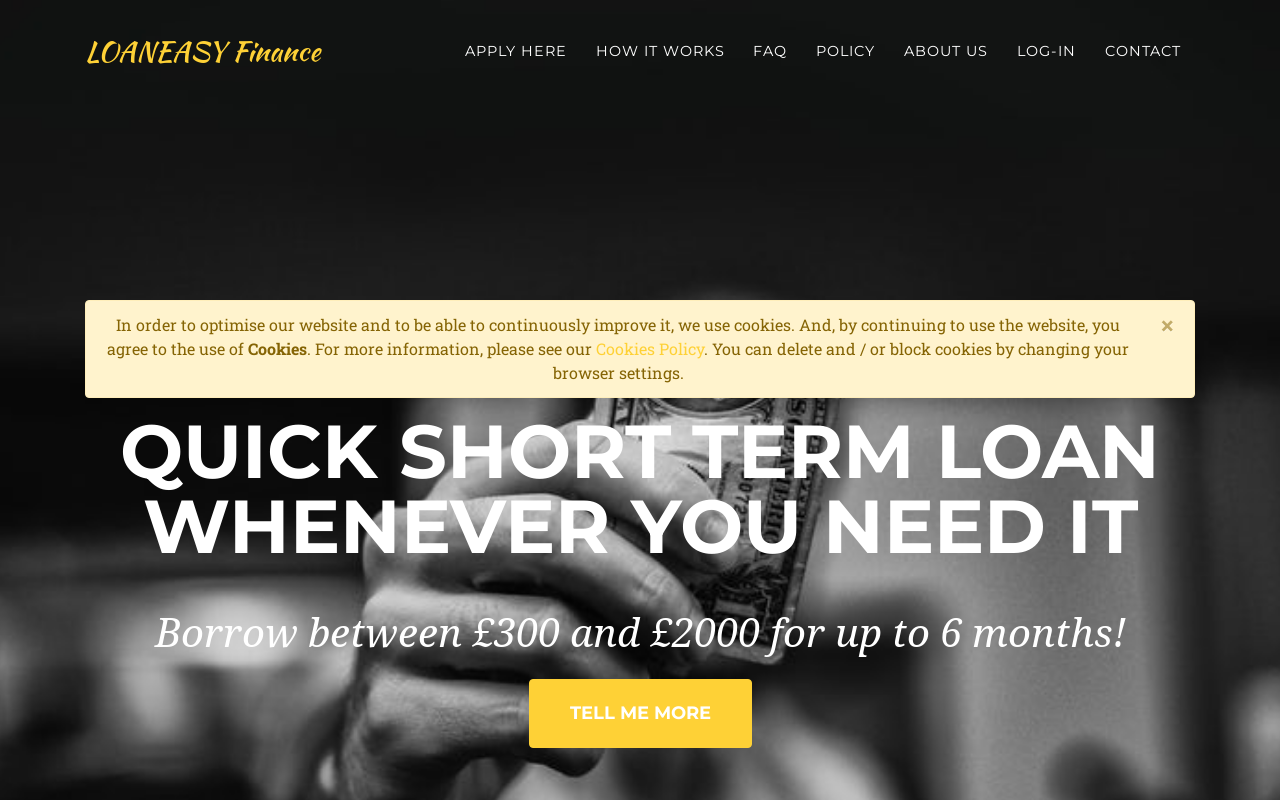 LOANEASY Finance
APPLY HERE HOW IT WORKS FAQ POLICY ABOUT US LOG-IN CONTACT
In order to optimise our website and to be able to continuously improve it, we use cookies. And, by continuing to use the website, you ×
agree to the use of Cookies. For more information, please see our Cookies Policy. You can delete and / or block cookies by changing your
browser settings.
QUICK SHORT TERM LOAN
WHENEVER YOU NEED IT
Borrow between £300 and £2000 for up to 6 months!
TELL ME MORE